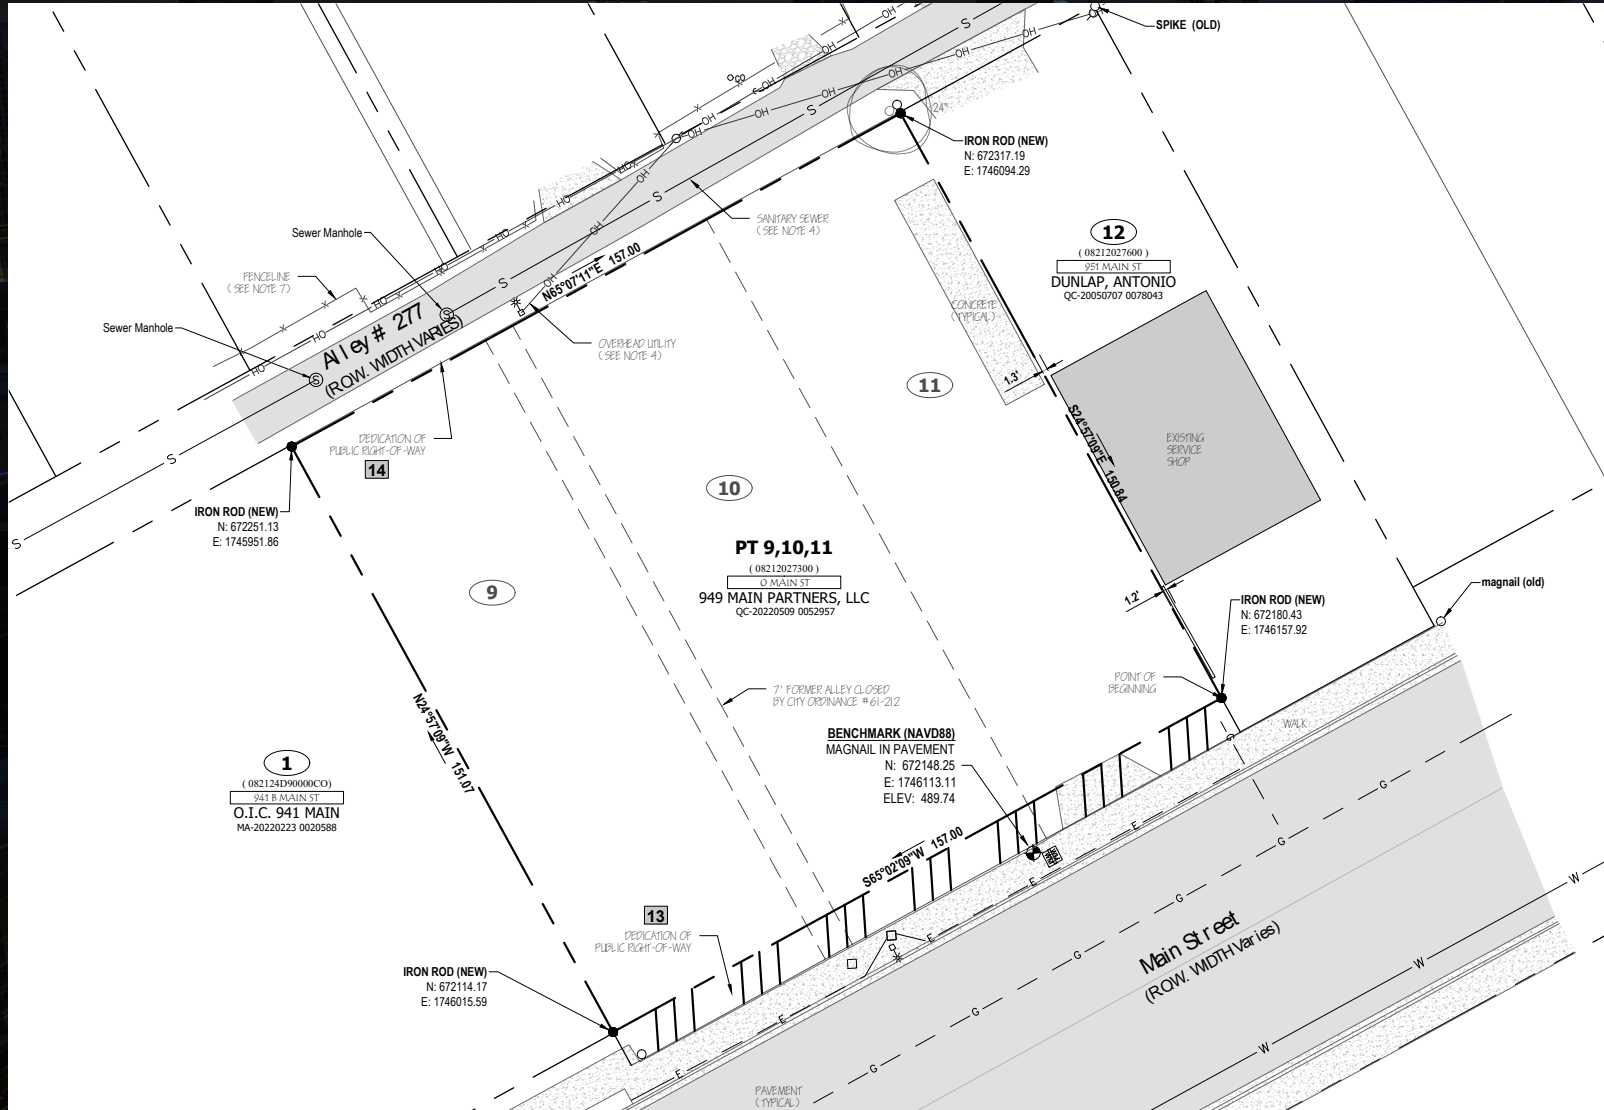 SPIKE (OLD)
24"
IRON ROD (NEW)
N: 672317.19
E: 1746094.29
12
( 08212027600 )
951 MAIN ST
DUNLAP, ANTONIO
QC-20050707 0078043
SANITARY SEWER
( SEE NOTE 4)
Sewer Manhole
FENCELINE
( SEE NOTE 7)
Sewer Manhole
Alley # 277
(ROW. WIDTH VARIES)
N65°07'11"E 157.00
OVERHEAD UTILITY
( SEE NOTE 4)
CONCRETE
(TYPICAL)
11
1.3'
EXISTING
SERVICE
SHOP
S24°57'09"E 150.84
DEDICATION OF
PUBLIC RIGHT-OF-WAY
14
10
IRON ROD (NEW)
N: 672251.13
E: 1745951.86
PT 9,10,11
( 08212027300 )
0 MAIN ST
949 MAIN PARTNERS, LLC
QC-20220509 0052957
9
magnail (old)
1.2'
IRON ROD (NEW)
N: 672180.43
E: 1746157.92
POINT OF
BEGINNING
7' FORMER ALLEY CLOSED
BY CITY ORDINANCE #61-212
WALK
N24°57'09"W 151.07
BENCHMARK (NAVD88)
MAGNAIL IN PAVEMENT
N: 672148.25
E: 1746113.11
ELEV: 489.74
1
( 082124D90000CO)
941 B MAIN ST
O.I.C. 941 MAIN
MA-20220223 0020588
S65°02'09"W 157.00
13
DEDICATION OF
PUBLIC RIGHT-OF-WAY
Main Street
(ROW. WIDTH Varies)
IRON ROD (NEW)
N: 672114.17
E: 1746015.59
PAVEMENT
(TYPICAL)